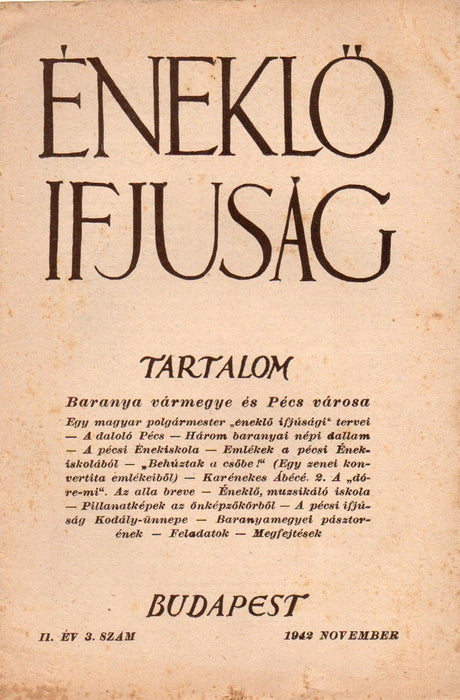 ÉNEKLŐ
IFJUSÁG
TARTALOM
Baranya vármegye és Pécs városa
Egy magyar polgármester „éneklő ifjúsági" tervei
— A daloló Pécs — Három baranyai népi dallam
— A pécsi Énekiskola — Emlékek a pécsi Ének-
iskolából — „Behúztak a csőbe!" (Egy zenei kon-
vertita emlékeiből) — Karénekes Ábécé. 2. A „dó-
re-mi". Az alla breve — Éneklő, muzsikáló iskola
— Pillanatképek az önképzőkörből — A pécsi ifjú-
ság Kodály-ünnepe — Baranyamegyei pásztor-
ének — Feladatok — Megfejtések
BUDAPEST
II. ÉV 3. SZÁM 1942 NOVEMBER